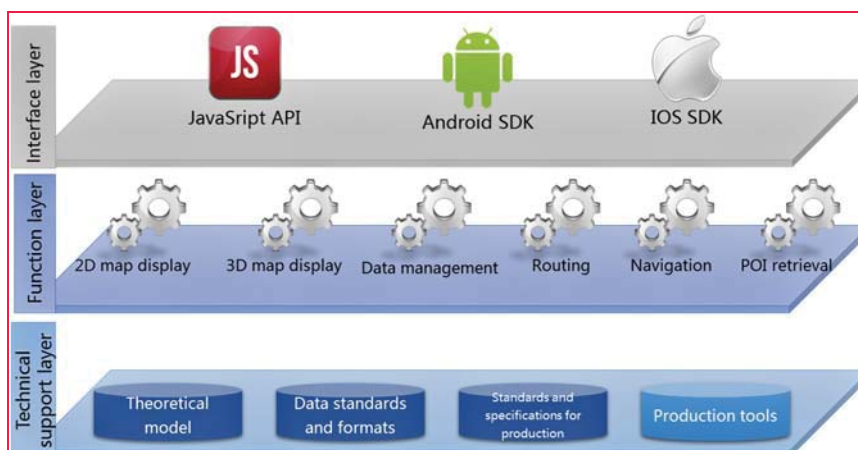 Interface layer
JS
JavaSript API
Android SDK
IOS SDK
Function layer
2D map display
3D map display
Data management
Routing
Navigation
POI retrieval
Technical
support layer
Theoretical
model
Data standards
and formats
Standards and
specifications for
production
Production tools